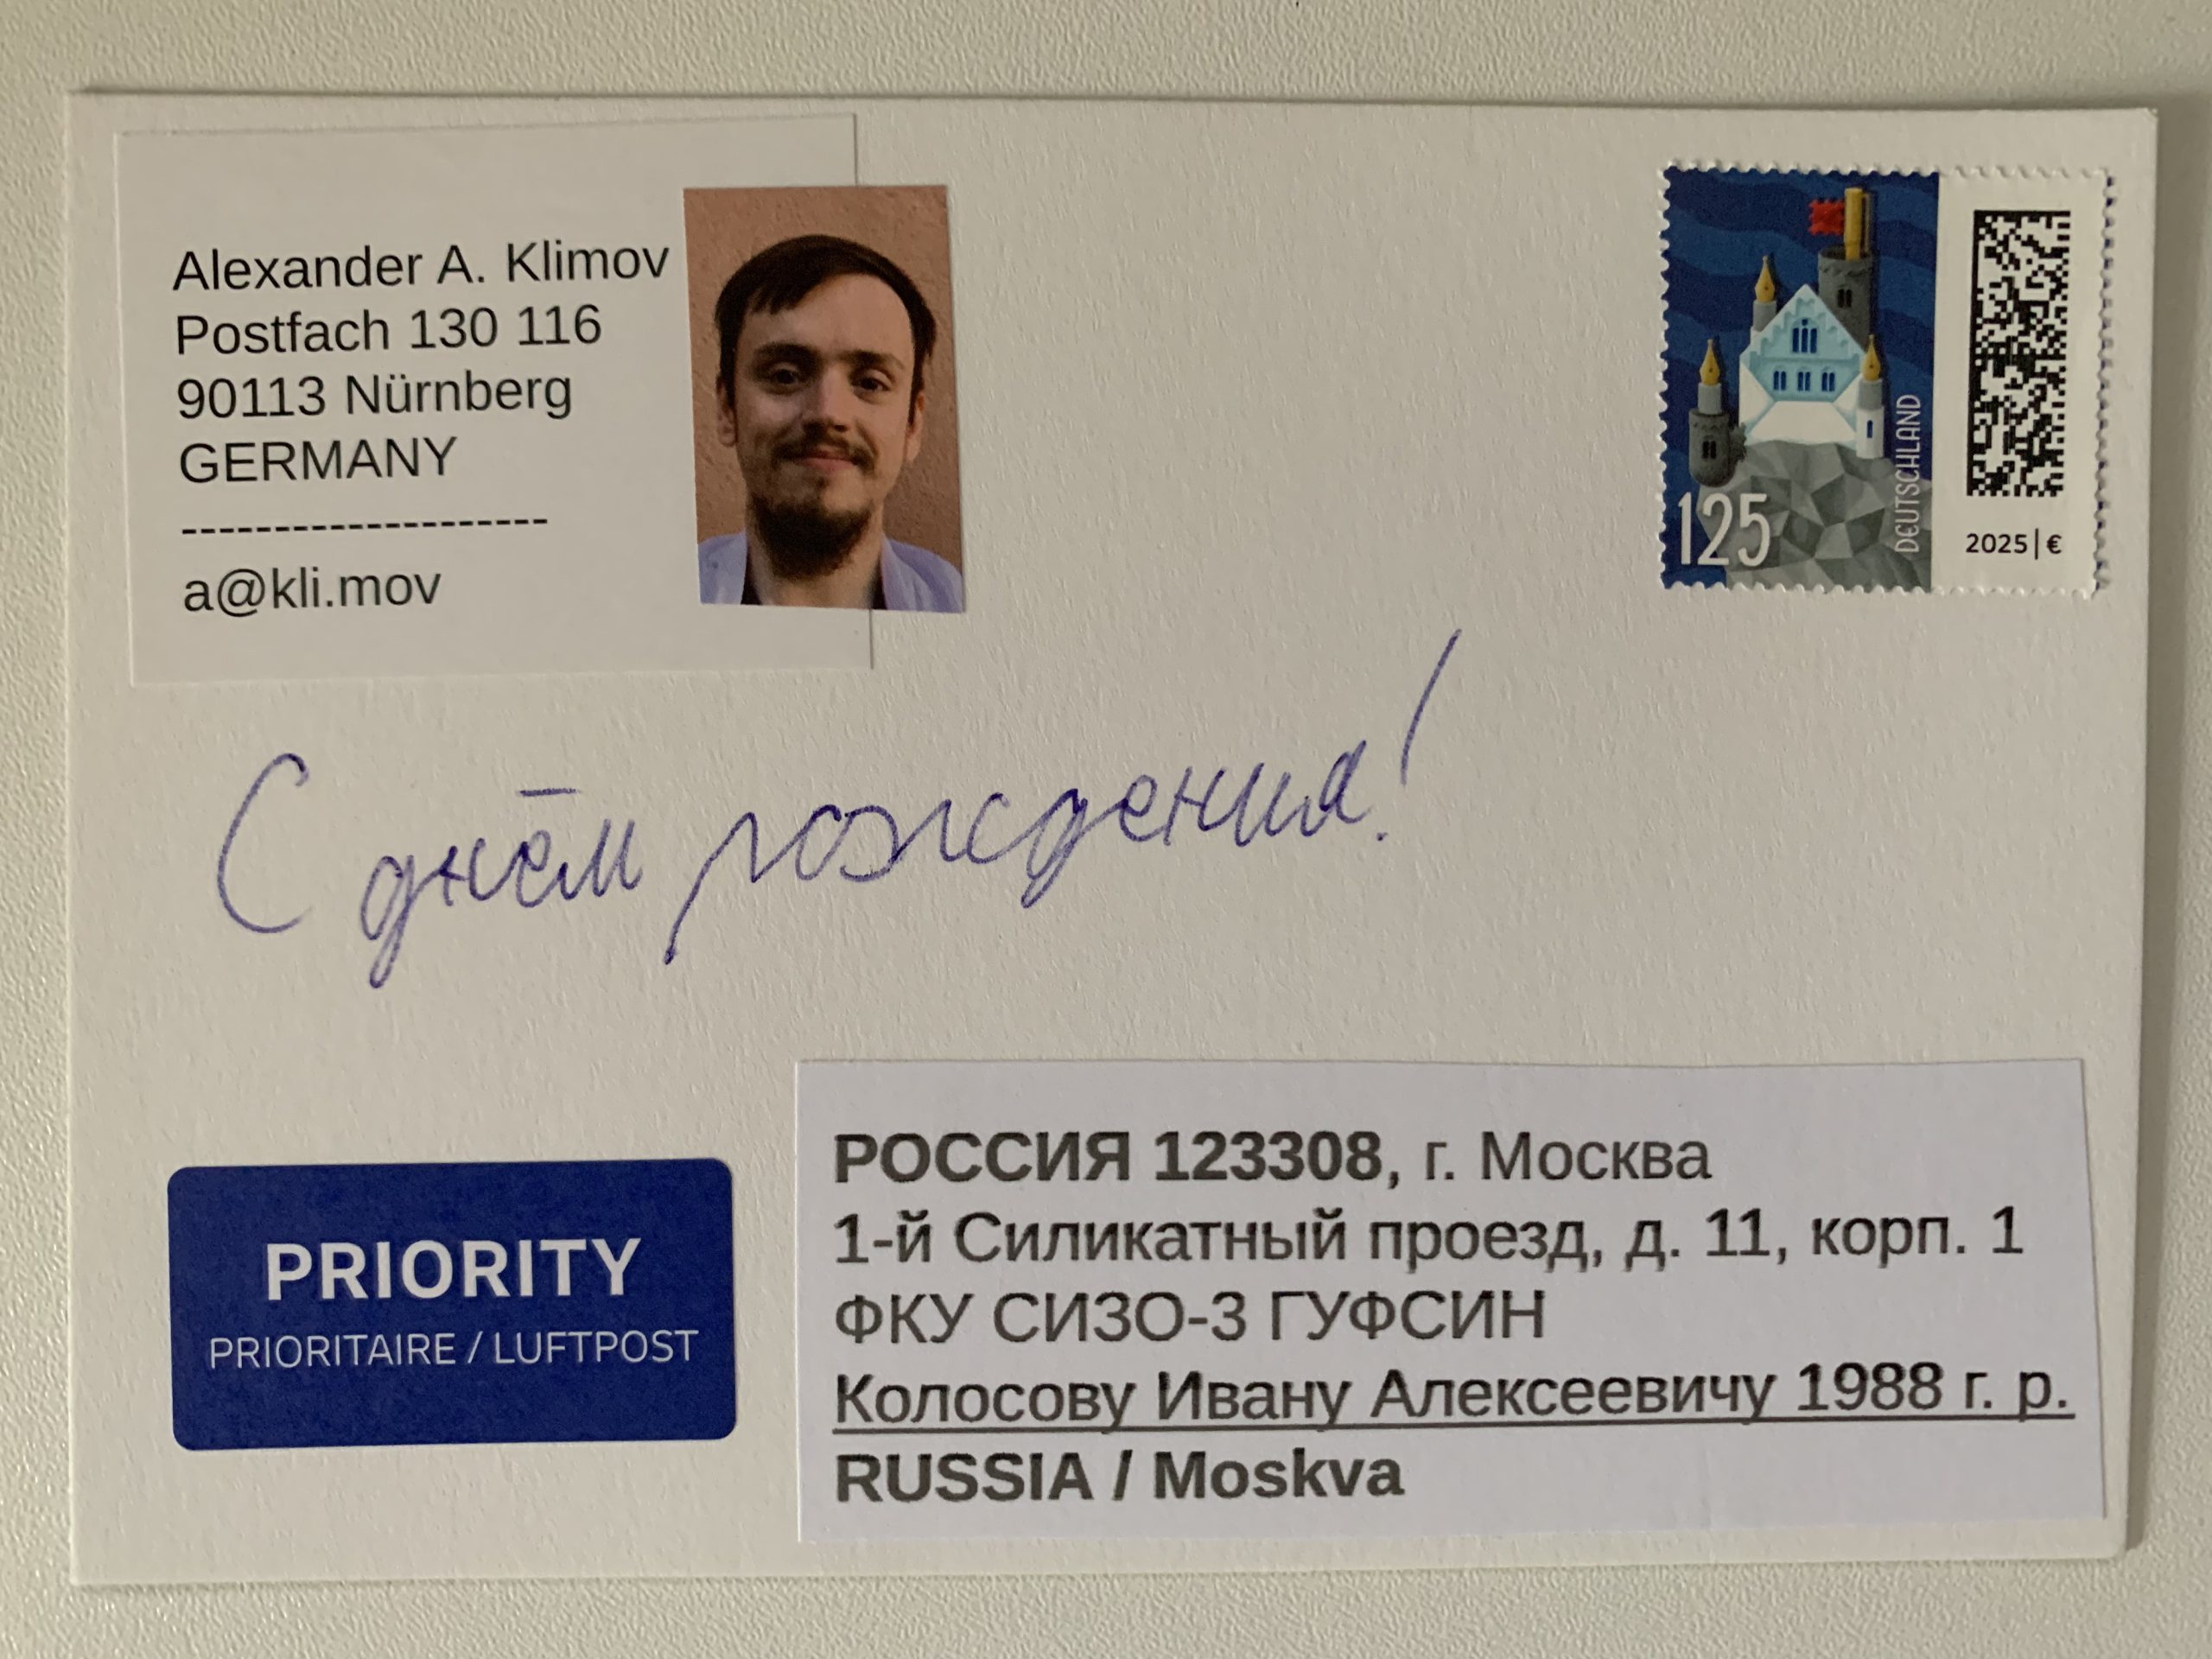 Alexander A. Klimov
Postfach 130 116
90113 Nürnberg
GERMANY
--------------------
a@kli.mov
125
DEUTSCHLAND
2025|€
С днём рождения!
PRIORITY
PRIORITAIRE / LUFTPOST
РОССИЯ 123308, г. Москва
1-й Силикатный проезд, д. 11, корп. 1
ФКУ СИЗО-3 ГУФСИН
Колосову Ивану Алексеевичу 1988 г. р.
RUSSIA / Moskva